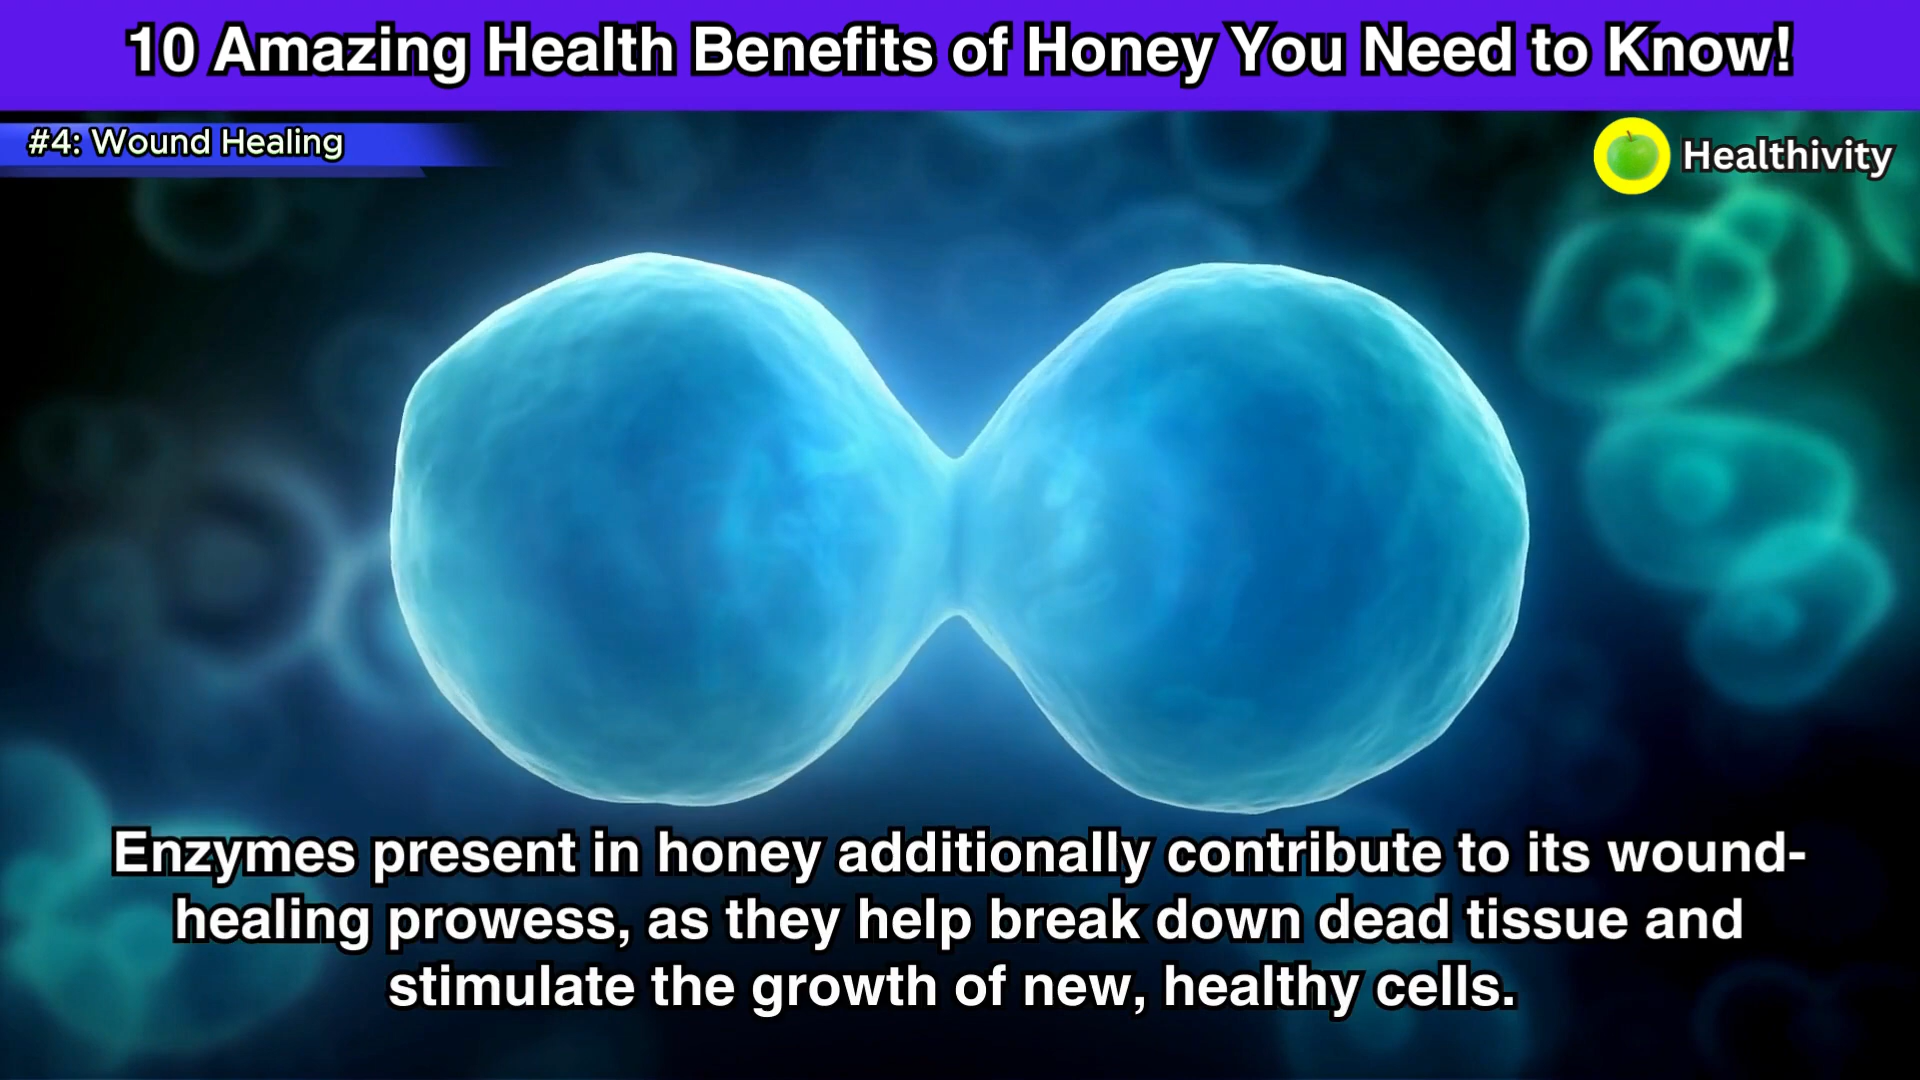 10 Amazing Health Benefits of Honey You Need to Know!
#4: Wound Healing
Healthivity
Enzymes present in honey additionally contribute to its wound-
healing prowess, as they help break down dead tissue and
stimulate the growth of new, healthy cells.